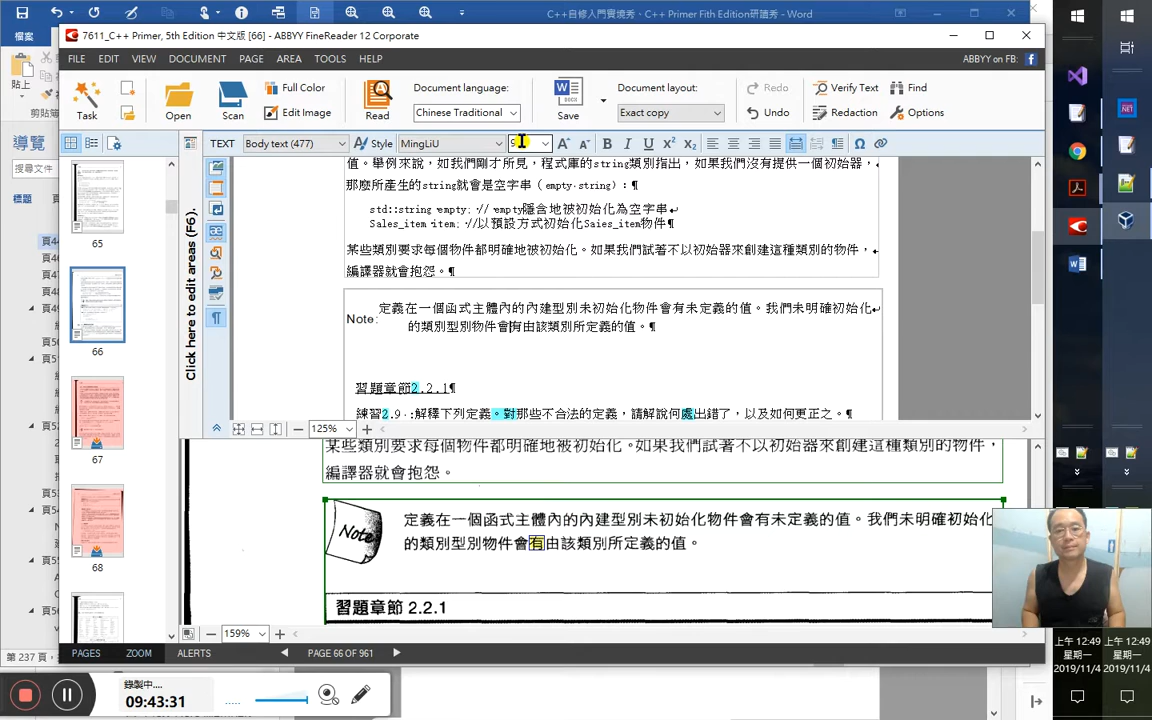 C++自修入門實境秀、C++ Primer Fith Edition研讀秀 - Word
檔案
7611_C++ Primer, 5th Edition 中文版 [66] - ABBYY FineReader 12 Corporate
FILE EDIT VIEW DOCUMENT PAGE AREA TOOLS HELP
ABBYY on FB:
貼上
剪貼簿
Task
Open
Scan
Full Color
Edit Image
Read
Document language:
Chinese Traditional
Save
Document layout:
Exact copy
Redo
Undo
Verify Text
Redaction
Find
Options
TEXT Body text (477) Style MingLiU 9
導覽
搜尋文件
標題
65
66
67
68
Click here to edit areas (F6).
值。舉例來說,如我們剛才所見,程式庫的string類別指出,如果我們沒有提供一個初始器,
那麼所產生的string就會是空字串(empty·string):¶
std::string empty; // empty隱含地被初始化為空字串
Sales_item item; //以預設方式初始化Saies_item物件¶
某些類別要求每個物件都明確地被初始化。如果我們試著不以初始器來創建這種類別的物件,
編譯器就會抱怨。¶
定義在一個函式主體內的內建型別未初始化物件會有未定義的值。我們未明確初始化
Note:
的類別型別物件會有由該類別所定義的值。¶
習題章節2.2.1¶
練習2.9·:解釋下列定義。對那些不合法的定義,請解說何處出錯了,以及如何更正之。¶
125%
某些類別要求每個物件都明確地被初始化。如果我們試著不以初始器來創建這種類別的物件,
編譯器就會抱怨。
Note
定義在一個函式主體內的內建型別未初始化物件會有未定義的值。我們未明確初始化
的類別型別物件會有由該類別所定義的值。
習題章節 2.2.1
159%
PAGES ZOOM ALERTS PAGE 66 OF 961
第 237 頁,
錄製中...
09:43:31
上午 12:49
星期一
2019/11/4
上午 12:49
星期一
2019/11/4